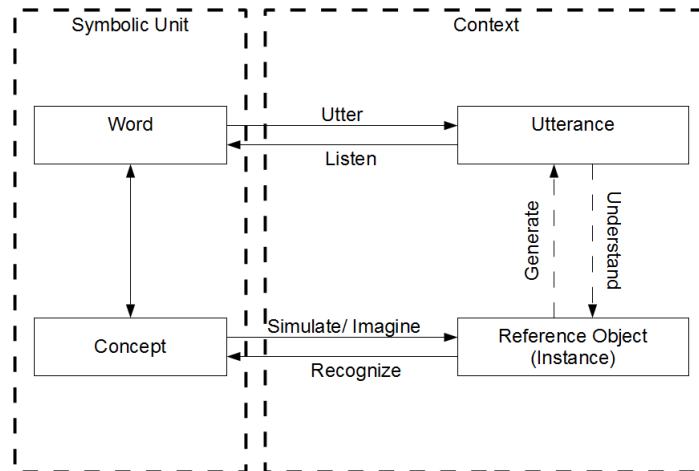 Symbolic Unit
Context
Word
Utter
Utterance
Listen
Generate
Understand
Concept
Simulate/ Imagine
Reference Object
(Instance)
Recognize